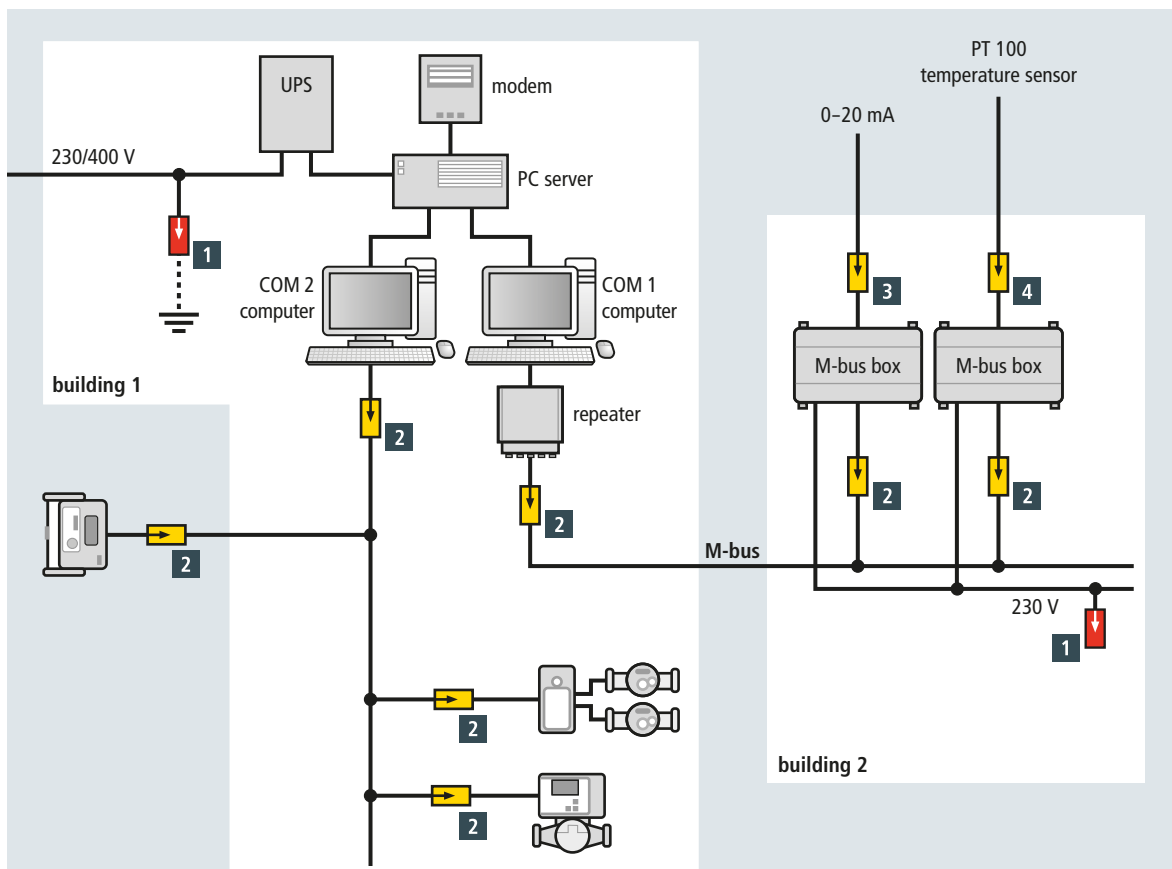 PT 100
temperature sensor
UPS
modem
0–20 mA
230/400 V
PC server
1
COM 2
computer
COM 1
computer
3
4
M-bus box
M-bus box
building 1
repeater
2
2
2
2
2
M-bus
230 V
1
2
building 2
2